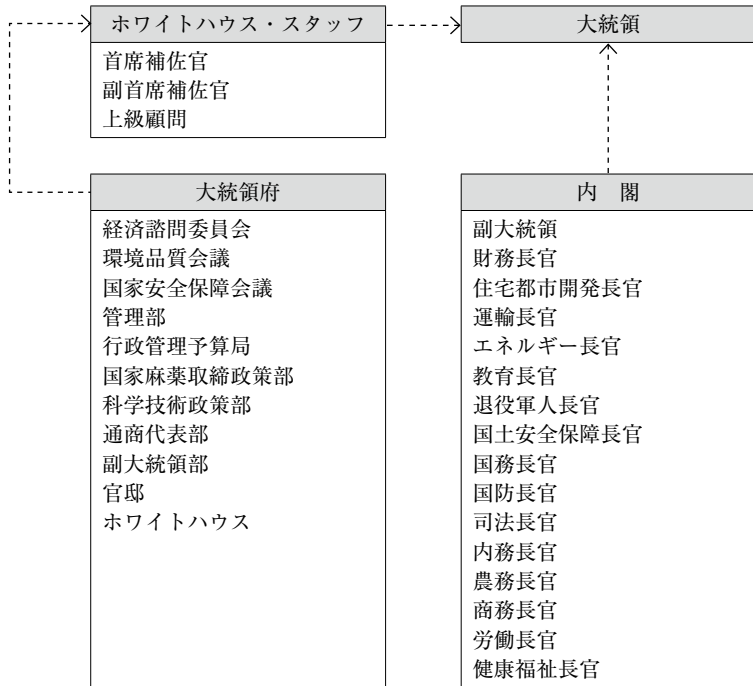 ホワイトハウス・スタッフ
首席補佐官
副首席補佐官
上級顧問
大統領
大統領府
経済諮問委員会
環境品質会議
国家安全保障会議
管理部
行政管理予算局
国家麻薬取締政策部
科学技術政策部
通商代表部
副大統領部
官邸
ホワイトハウス
内　閣
副大統領
財務長官
住宅都市開発長官
運輸長官
エネルギー長官
教育長官
退役軍人長官
国土安全保障長官
国務長官
国防長官
司法長官
内務長官
農務長官
商務長官
労働長官
健康福祉長官